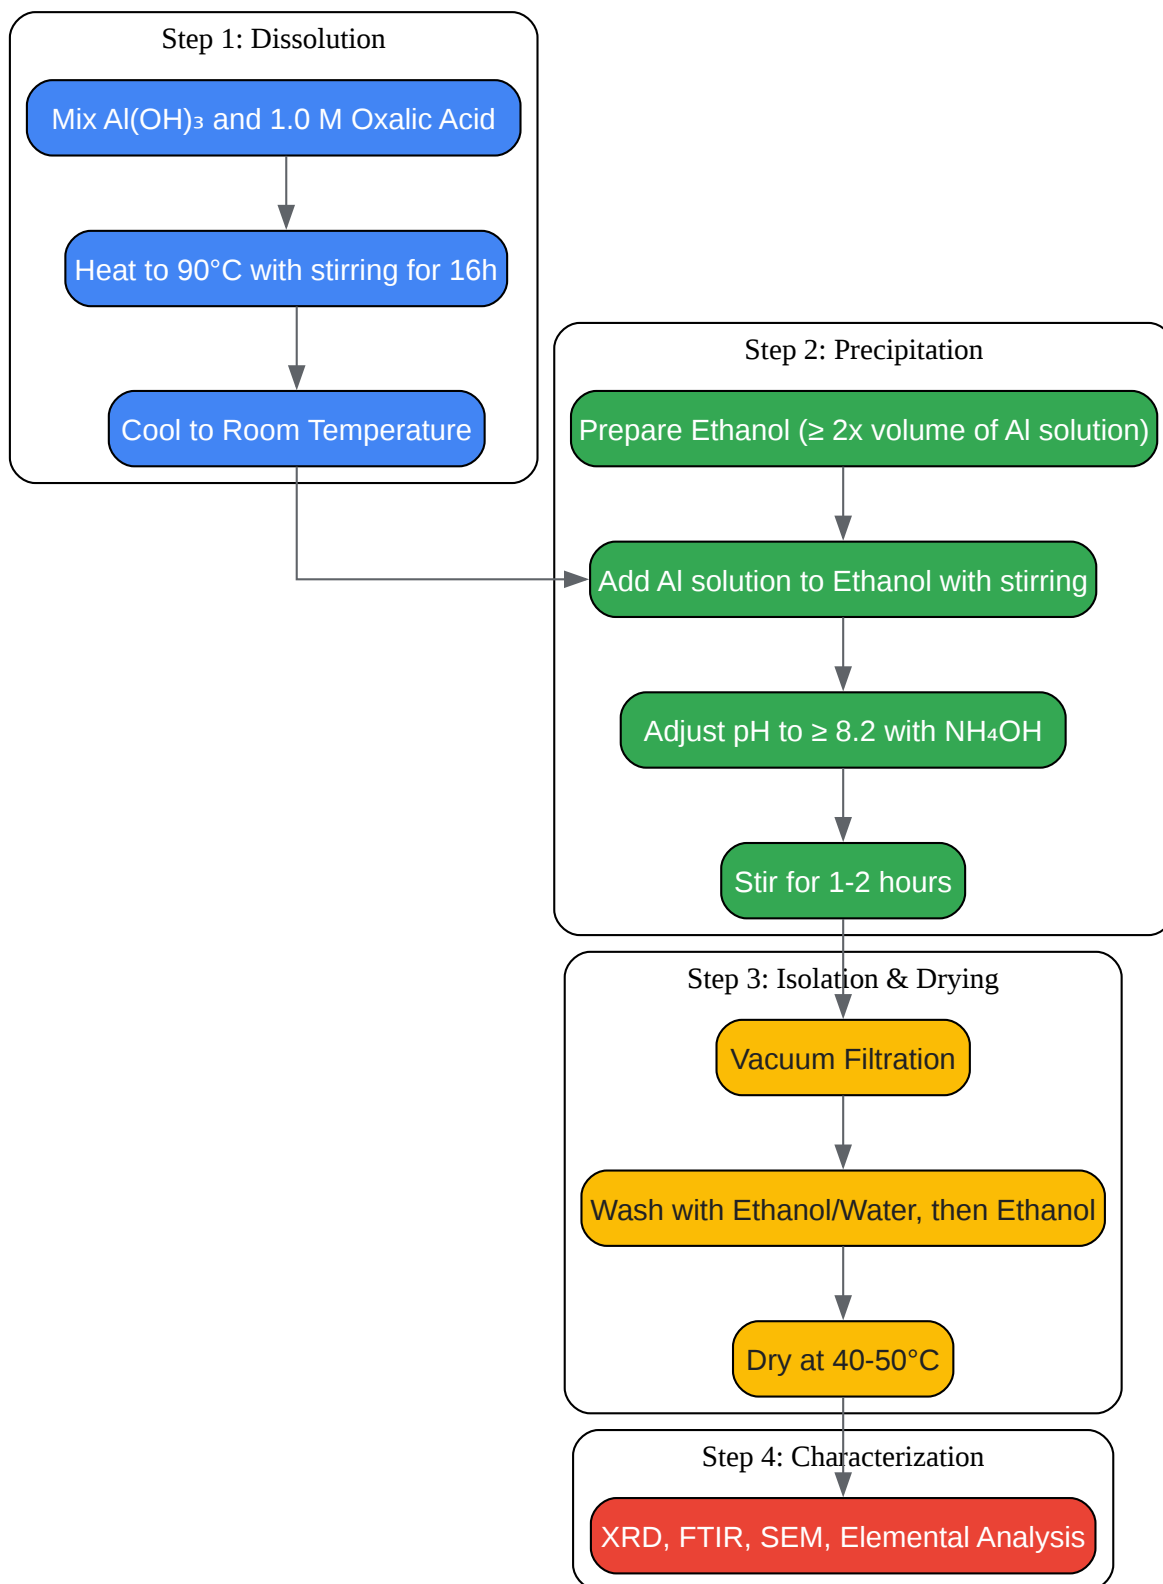 Step 1: Dissolution
Mix Al(OH)₃ and 1.0 M Oxalic Acid
Heat to 90°C with stirring for 16h
Cool to Room Temperature
Step 2: Precipitation
Prepare Ethanol (≥ 2x volume of Al solution)
Add Al solution to Ethanol with stirring
Adjust pH to ≥ 8.2 with NH₄OH
Stir for 1-2 hours
Step 3: Isolation & Drying
Vacuum Filtration
Wash with Ethanol/Water, then Ethanol
Dry at 40-50°C
Step 4: Characterization
XRD, FTIR, SEM, Elemental Analysis